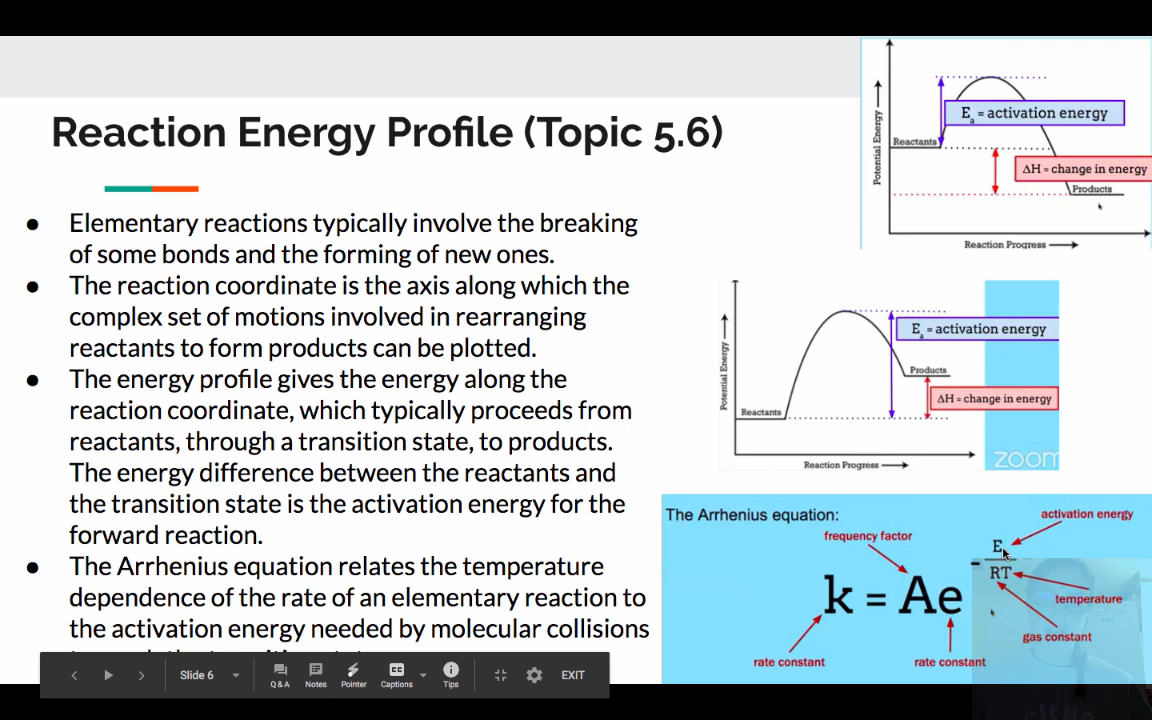 Reaction Energy Profile (Topic 5.6)
● Elementary reactions typically involve the breaking
of some bonds and the forming of new ones.
● The reaction coordinate is the axis along which the
complex set of motions involved in rearranging
reactants to form products can be plotted.
● The energy profile gives the energy along the
reaction coordinate, which typically proceeds from
reactants, through a transition state, to products.
The energy difference between the reactants and
the transition state is the activation energy for the
forward reaction.
● The Arrhenius equation relates the temperature
dependence of the rate of an elementary reaction to
the activation energy needed by molecular collisions
Potential Energy
Eₐ = activation energy
Reactants
ΔH = change in energy
Products
Reaction Progress
Potential Energy
Eₐ = activation energy
Products
ΔH = change in energy
Reactants
Reaction Progress
zoom
The Arrhenius equation:
activation energy
frequency factor
k = Ae
- E
RT
temperature
gas constant
rate constant
rate constant
Slide 6
Q&A
Notes
Pointer
CC
Captions
Tips
EXIT